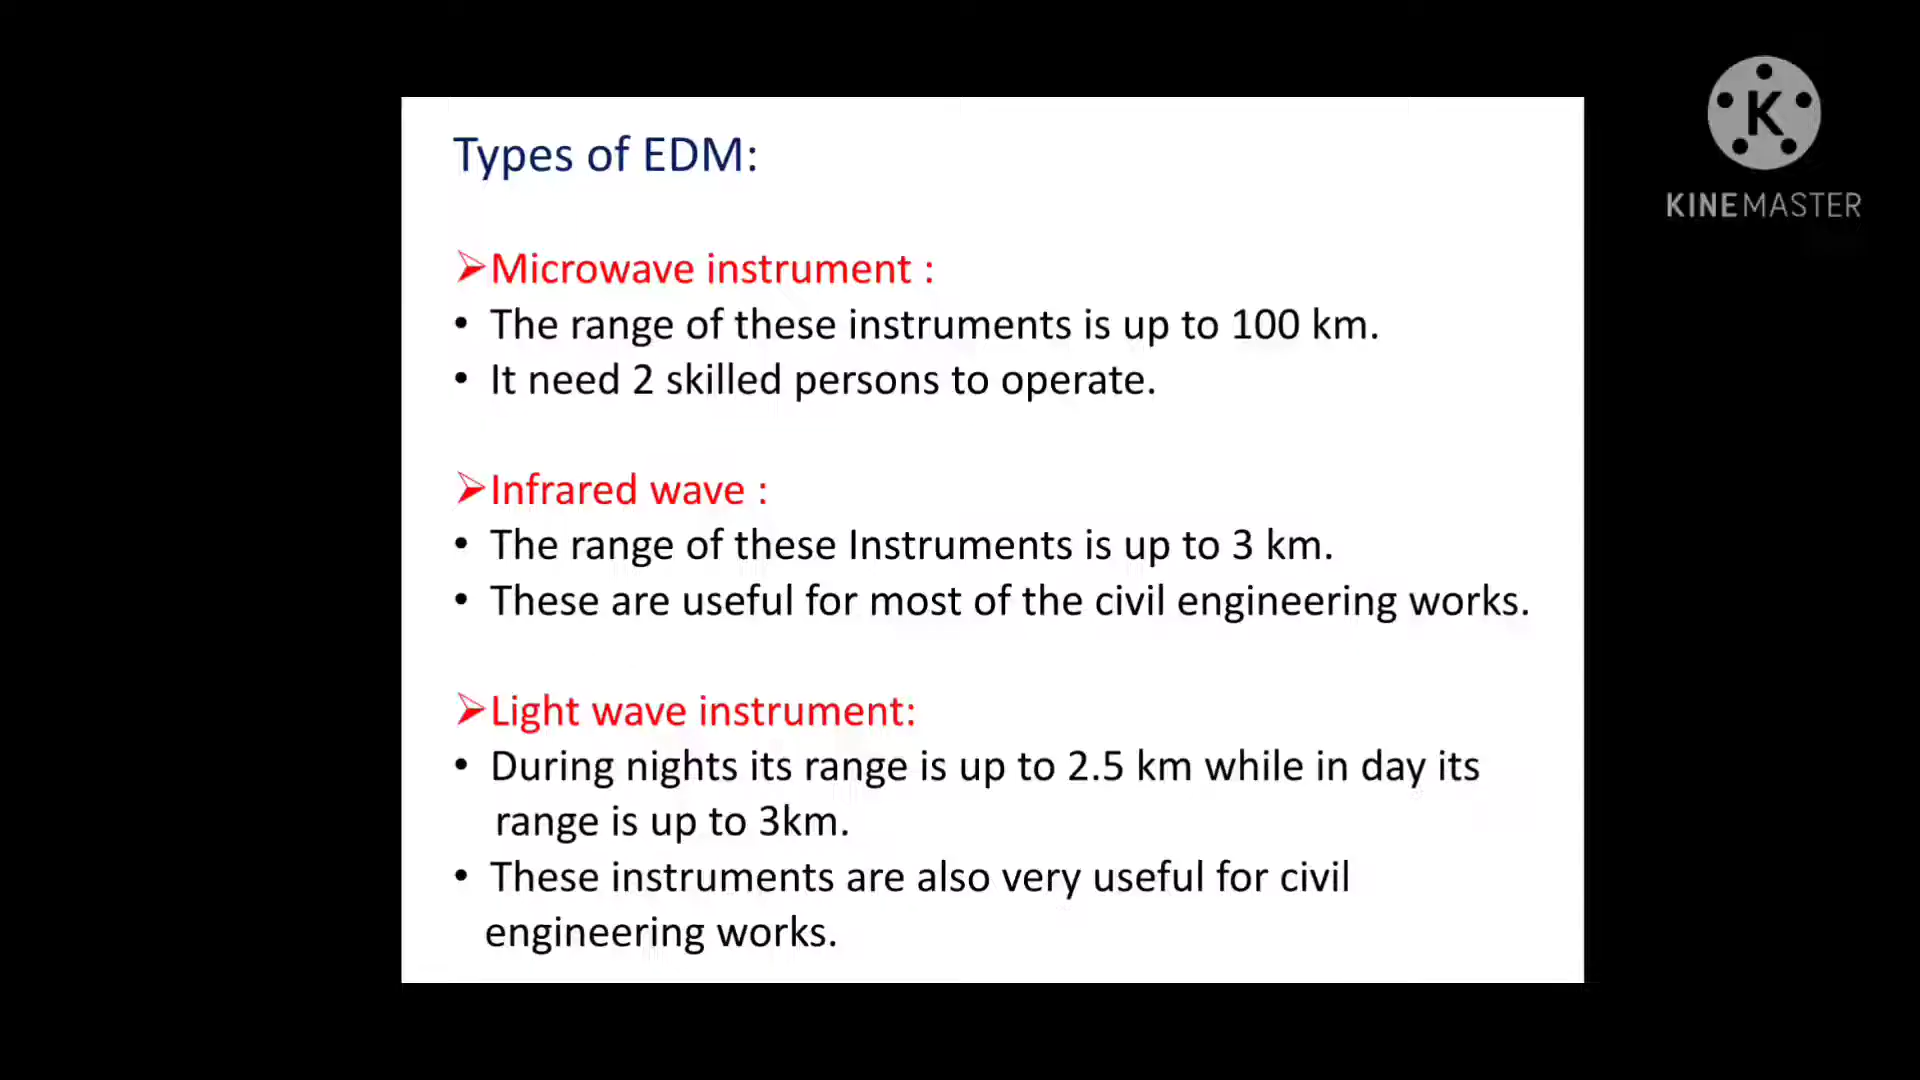 Types of EDM:
K
KINEMASTER
➢Microwave instrument :
• The range of these instruments is up to 100 km.
• It need 2 skilled persons to operate.
➢Infrared wave :
• The range of these Instruments is up to 3 km.
• These are useful for most of the civil engineering works.
➢Light wave instrument:
• During nights its range is up to 2.5 km while in day its
range is up to 3km.
• These instruments are also very useful for civil
engineering works.